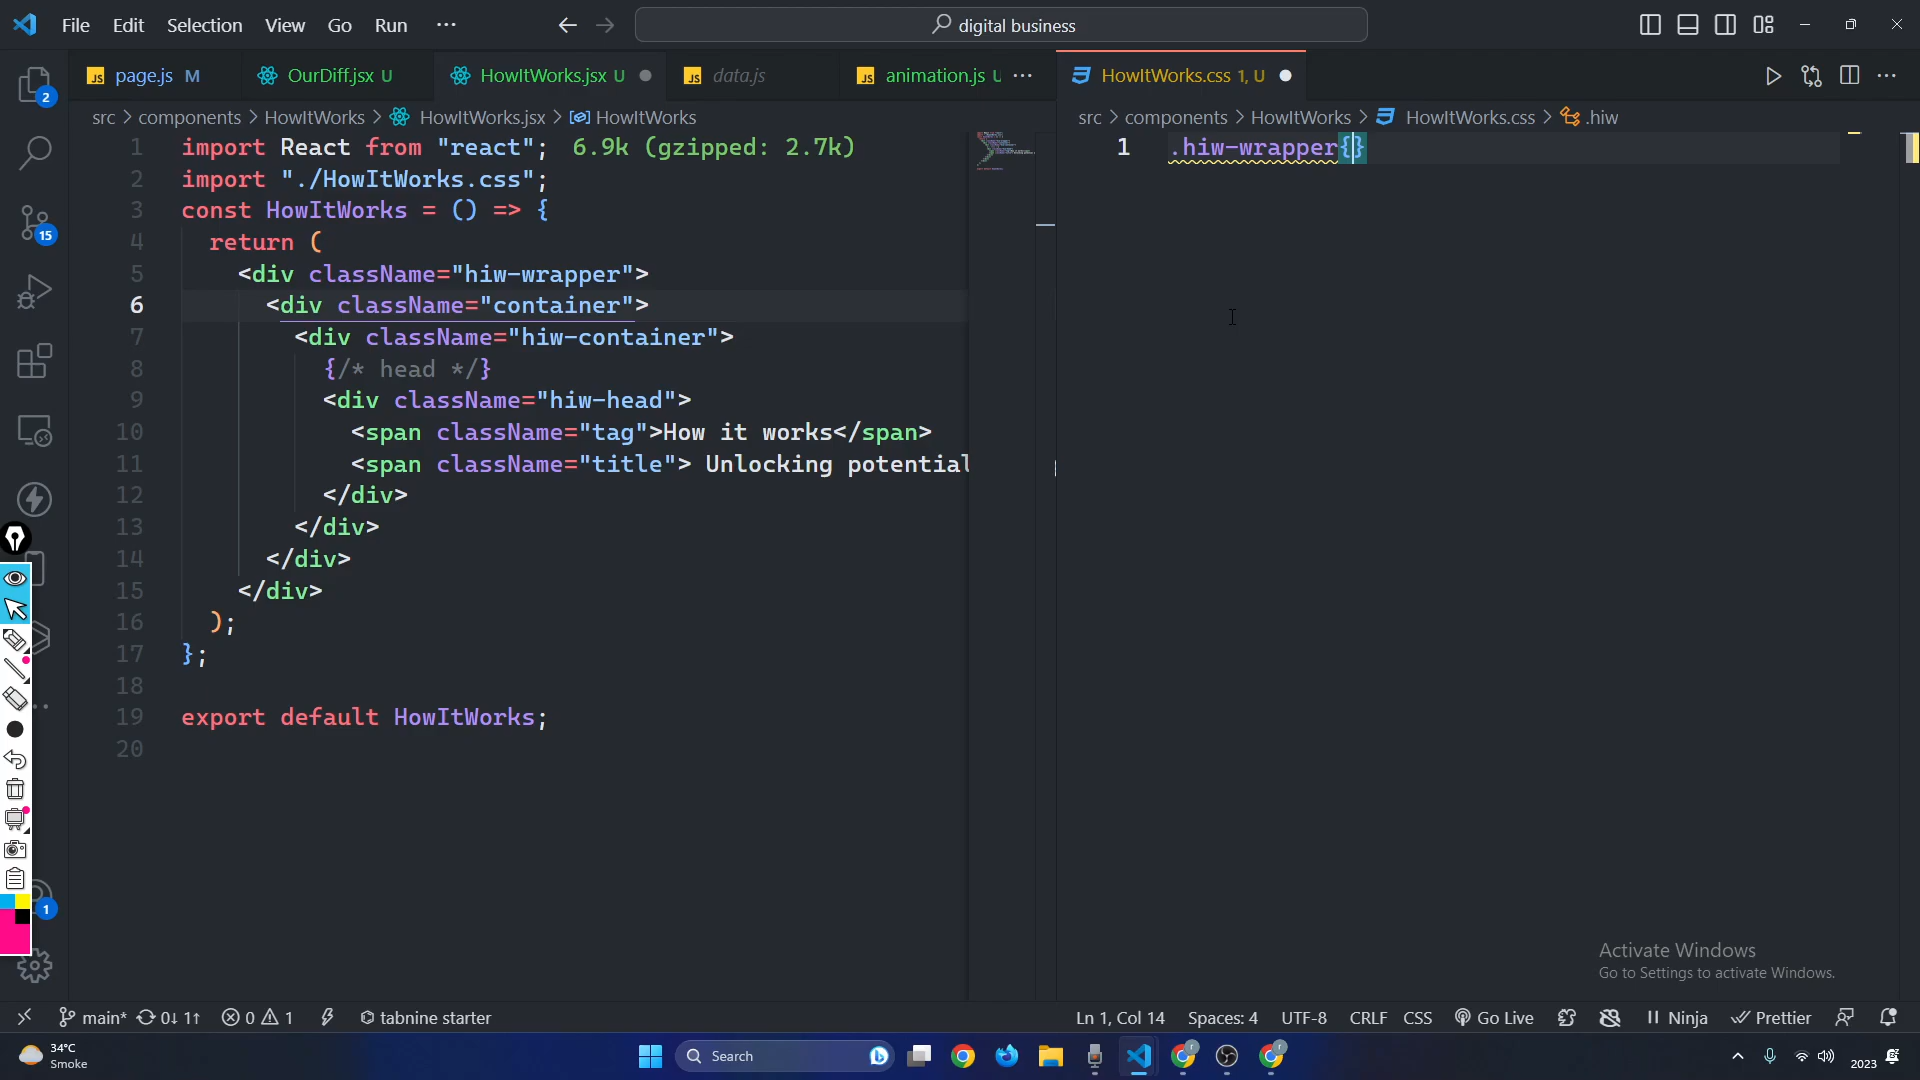 File Edit Selection View Go Run ··· digital business
page.js M OurDiff.jsx U HowItWorks.jsx U data.js animation.js U ··· HowItWorks.css 1, U ···
src > components > HowItWorks > HowItWorks.jsx > HowItWorks
src > components > HowItWorks > HowItWorks.css > .hiw
1 import React from "react"; 6.9k (gzipped: 2.7k)
2 import "./HowItWorks.css";
3 const HowItWorks = () => {
4 return (
5 <div className="hiw-wrapper">
6 <div className="container">
7 <div className="hiw-container">
8 {/* head */}
9 <div className="hiw-head">
10 <span className="tag">How it works</span>
11 <span className="title"> Unlocking potential
12 </div>
13 </div>
14 </div>
15 </div>
16 );
17 };
18
19 export default HowItWorks;
20
1 .hiw-wrapper{}
2
15
1
Activate Windows
Go to Settings to activate Windows.
main* 0↓ 1↑ 0 1 tabnine starter Ln 1, Col 14 Spaces: 4 UTF-8 CRLF CSS Go Live Ninja Prettier
34°C
Smoke
Search
2023